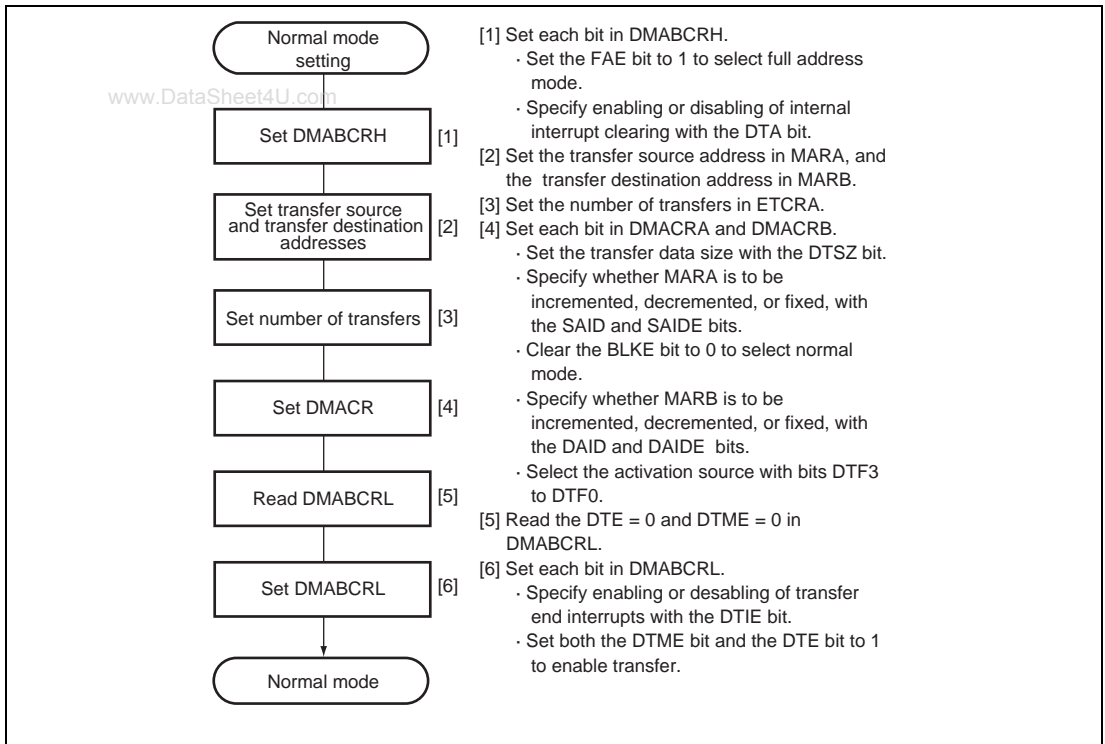 Normal mode
setting
www.DataSheet4U.com
Set DMABCRH [1]
Set transfer source
and transfer destination
addresses
[2]
Set number of transfers [3]
Set DMACR [4]
Read DMABCRL [5]
Set DMABCRL [6]
Normal mode
[1] Set each bit in DMABCRH.
· Set the FAE bit to 1 to select full address
mode.
· Specify enabling or disabling of internal
interrupt clearing with the DTA bit.
[2] Set the transfer source address in MARA, and
the transfer destination address in MARB.
[3] Set the number of transfers in ETCRA.
[4] Set each bit in DMACRA and DMACRB.
· Set the transfer data size with the DTSZ bit.
· Specify whether MARA is to be
incremented, decremented, or fixed, with
the SAID and SAIDE bits.
· Clear the BLKE bit to 0 to select normal
mode.
· Specify whether MARB is to be
incremented, decremented, or fixed, with
the DAID and DAIDE bits.
· Select the activation source with bits DTF3
to DTF0.
[5] Read the DTE = 0 and DTME = 0 in
DMABCRL.
[6] Set each bit in DMABCRL.
· Specify enabling or desabling of transfer
end interrupts with the DTIE bit.
· Set both the DTME bit and the DTE bit to 1
to enable transfer.